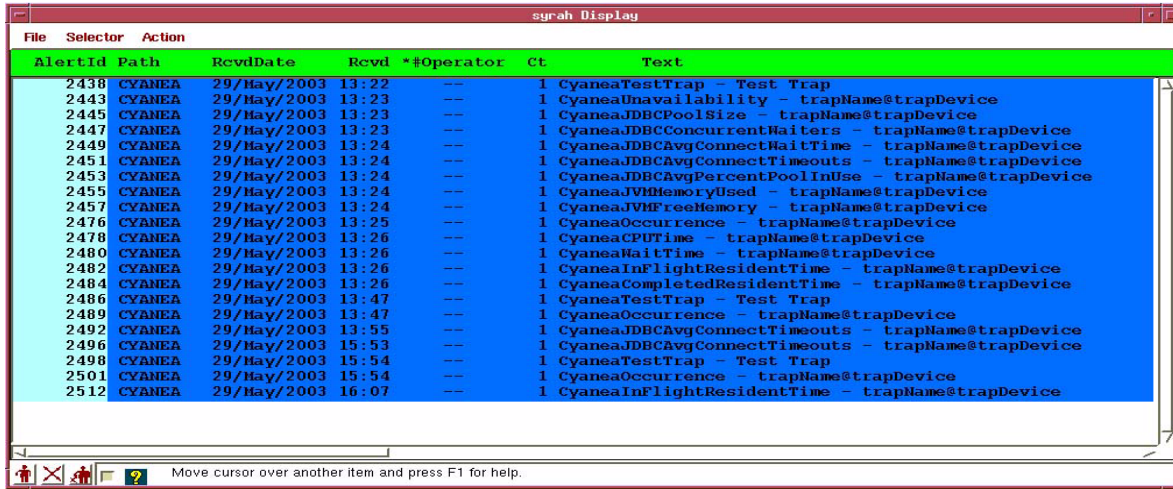 syrah Display
File Selector Action
AlertId Path RcvdDate Rcvd *#Operator Ct Text
2438 CYANEA 29/May/2003 13:22 -- 1 CyaneaTestTrap - Test Trap
2443 CYANEA 29/May/2003 13:23 -- 1 CyaneaUnavailability - trapName@trapDevice
2445 CYANEA 29/May/2003 13:23 -- 1 CyaneaJDBCPoolSize - trapName@trapDevice
2447 CYANEA 29/May/2003 13:23 -- 1 CyaneaJDBCConcurrentWaiters - trapName@trapDevice
2449 CYANEA 29/May/2003 13:24 -- 1 CyaneaJDBCAvgConnectWaitTime - trapName@trapDevice
2451 CYANEA 29/May/2003 13:24 -- 1 CyaneaJDBCAvgConnectTimeouts - trapName@trapDevice
2453 CYANEA 29/May/2003 13:24 -- 1 CyaneaJDBCAvgPercentPoolInUse - trapName@trapDevice
2455 CYANEA 29/May/2003 13:24 -- 1 CyaneaJVMMemoryUsed - trapName@trapDevice
2457 CYANEA 29/May/2003 13:24 -- 1 CyaneaJVMFreeMemory - trapName@trapDevice
2476 CYANEA 29/May/2003 13:25 -- 1 CyaneaOccurrence - trapName@trapDevice
2478 CYANEA 29/May/2003 13:26 -- 1 CyaneaCPUTime - trapName@trapDevice
2480 CYANEA 29/May/2003 13:26 -- 1 CyaneaWaitTime - trapName@trapDevice
2482 CYANEA 29/May/2003 13:26 -- 1 CyaneaInFlightResidentTime - trapName@trapDevice
2484 CYANEA 29/May/2003 13:26 -- 1 CyaneaCompletedResidentTime - trapName@trapDevice
2486 CYANEA 29/May/2003 13:47 -- 1 CyaneaTestTrap - Test Trap
2489 CYANEA 29/May/2003 13:47 -- 1 CyaneaOccurrence - trapName@trapDevice
2492 CYANEA 29/May/2003 13:55 -- 1 CyaneaJDBCAvgConnectTimeouts - trapName@trapDevice
2496 CYANEA 29/May/2003 15:53 -- 1 CyaneaJDBCAvgConnectTimeouts - trapName@trapDevice
2498 CYANEA 29/May/2003 15:54 -- 1 CyaneaTestTrap - Test Trap
2501 CYANEA 29/May/2003 15:54 -- 1 CyaneaOccurrence - trapName@trapDevice
2512 CYANEA 29/May/2003 16:07 -- 1 CyaneaInFlightResidentTime - trapName@trapDevice
? Move cursor over another item and press F1 for help.